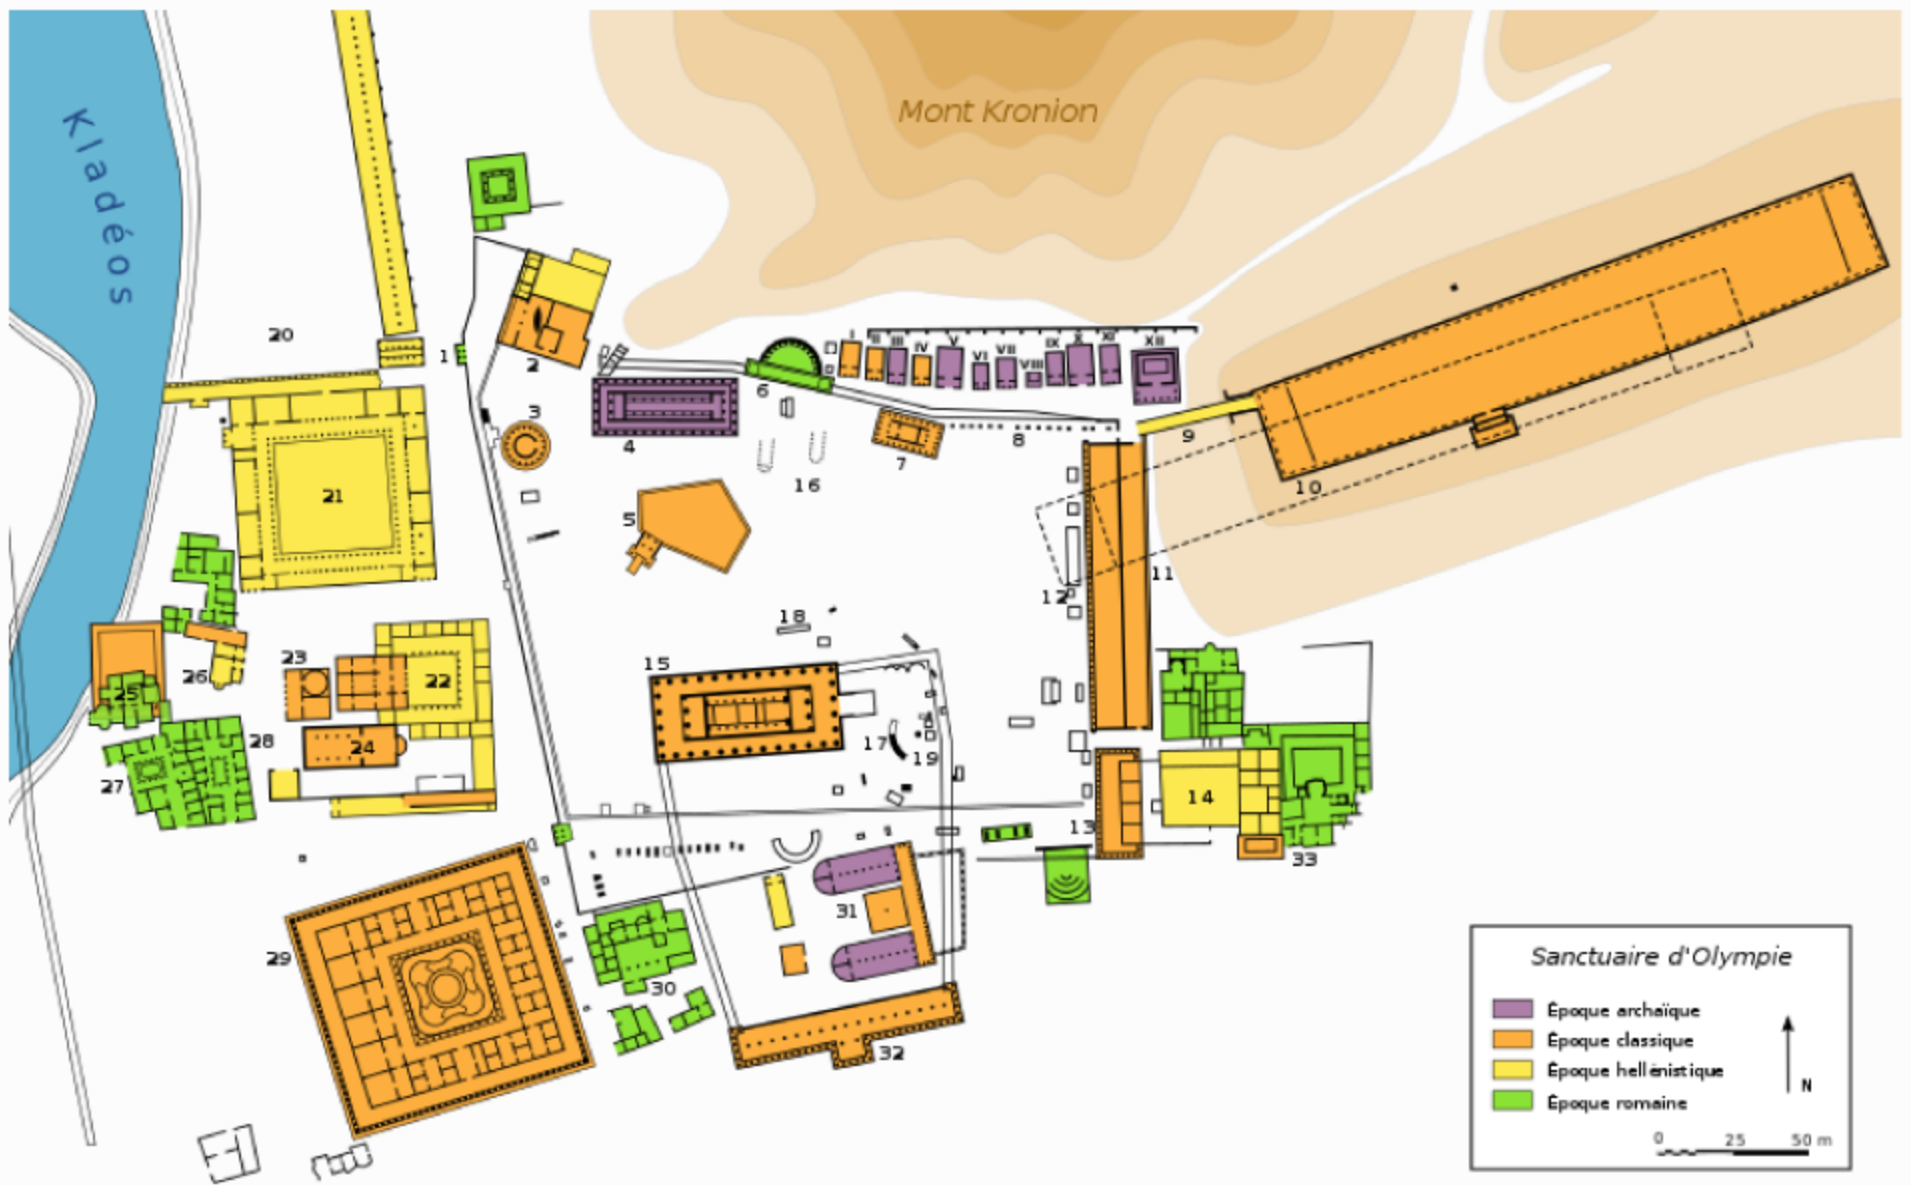 Mont Kronion
Kladéos
I
II
III
IV
V
VI
VII
VIII
IX
X
XI
XII
1
2
3
4
5
6
7
8
9
10
11
12
13
14
15
16
17
18
19
20
21
22
23
24
25
26
27
28
29
30
31
32
33
Sanctuaire d'Olympie
Époque archaïque
Époque classique
Époque hellénistique
Époque romaine
N
0 25 50 m